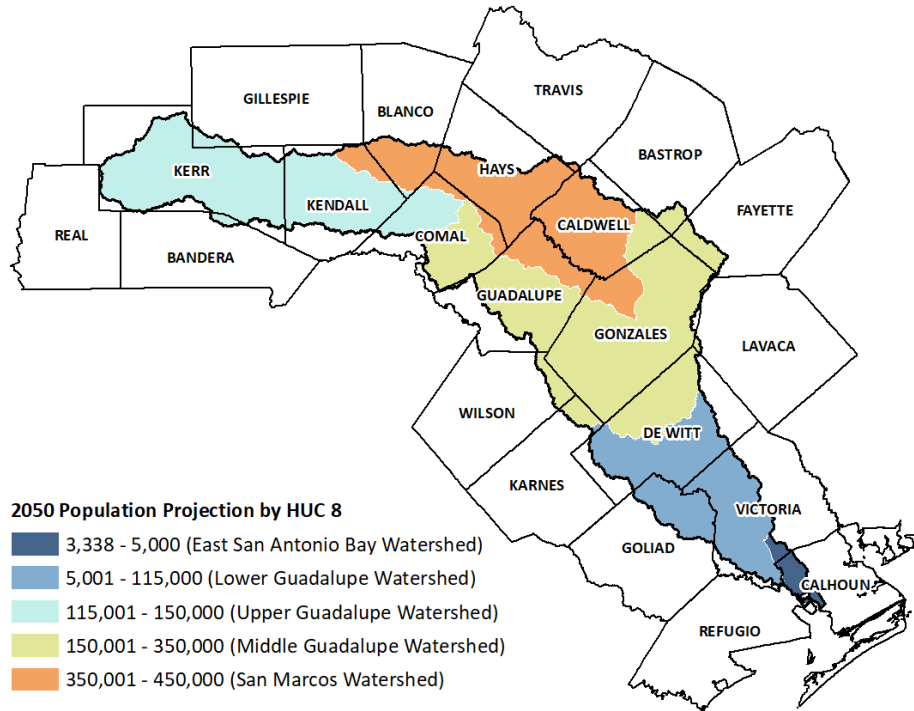 GILLESPIE
TRAVIS
BLANCO
BASTROP
KERR
HAYS
KENDALL
FAYETTE
CALDWELL
REAL
COMAL
BANDERA
GUADALUPE
GONZALES
LAVACA
WILSON
DE WITT
KARNES
VICTORIA
GOLIAD
CALHOUN
REFUGIO
2050 Population Projection by HUC 8
3,338 - 5,000 (East San Antonio Bay Watershed)
5,001 - 115,000 (Lower Guadalupe Watershed)
115,001 - 150,000 (Upper Guadalupe Watershed)
150,001 - 350,000 (Middle Guadalupe Watershed)
350,001 - 450,000 (San Marcos Watershed)